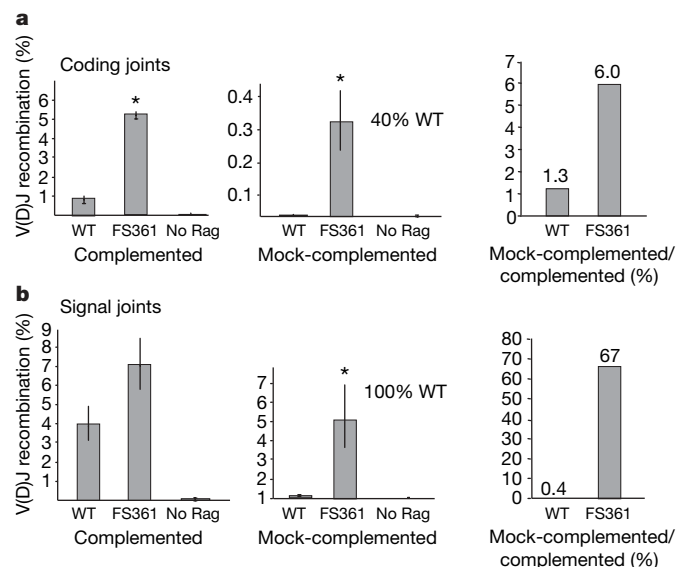 a
Coding joints
V(D)J recombination (%)
6
5
4
3
2
1
*
WT FS361 No Rag
Complemented
0.4
0.3
0.2
0.1
*
40% WT
WT FS361 No Rag
Mock-complemented
7
6
5
4
3
2
1
0
1.3
6.0
WT FS361
Mock-complemented/
complemented (%)
b
Signal joints
V(D)J recombination (%)
9
8
7
6
5
4
3
2
1
WT FS361 No Rag
Complemented
7
6
5
4
3
2
1
*
100% WT
WT FS361 No Rag
Mock-complemented
80
70
60
50
40
30
20
10
0
0.4
67
WT FS361
Mock-complemented/
complemented (%)